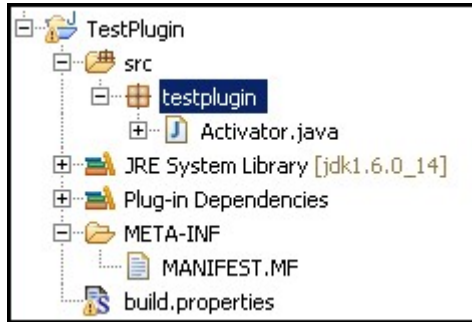 TestPlugin
src
testplugin
Activator.java
JRE System Library [jdk1.6.0_14]
Plug-in Dependencies
META-INF
MANIFEST.MF
build.properties